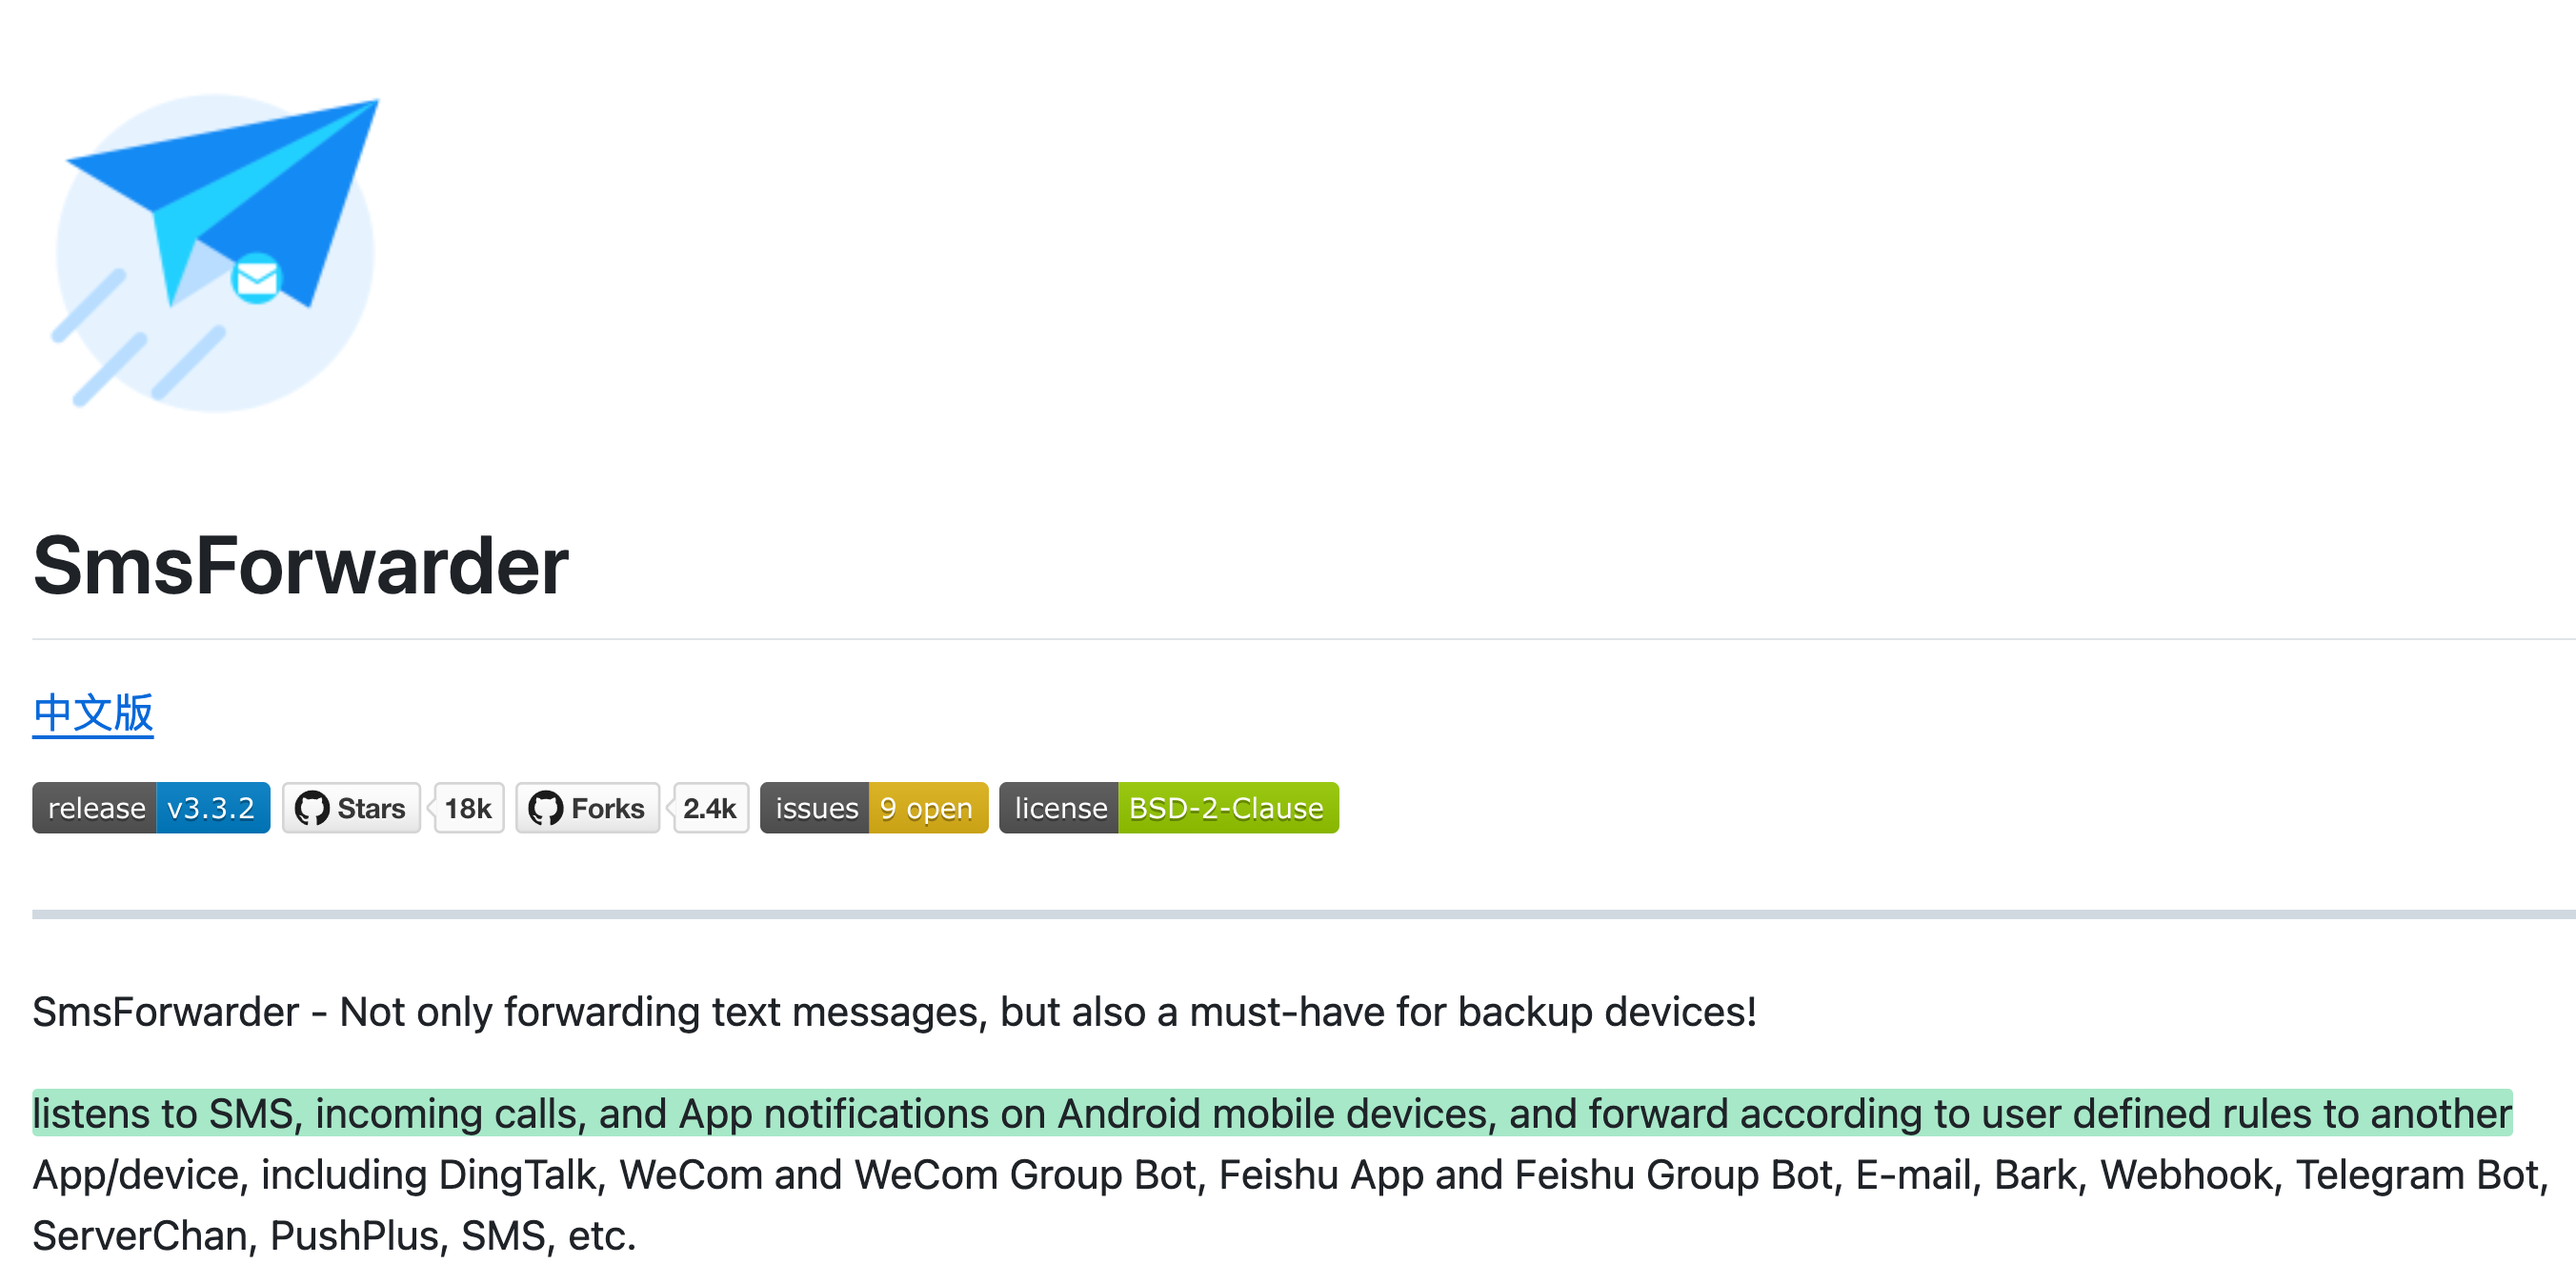 SmsForwarder
中文版
release v3.3.2 Stars 18k Forks 2.4k issues 9 open license BSD-2-Clause
SmsForwarder - Not only forwarding text messages, but also a must-have for backup devices!
listens to SMS, incoming calls, and App notifications on Android mobile devices, and forward according to user defined rules to another
App/device, including DingTalk, WeCom and WeCom Group Bot, Feishu App and Feishu Group Bot, E-mail, Bark, Webhook, Telegram Bot,
ServerChan, PushPlus, SMS, etc.